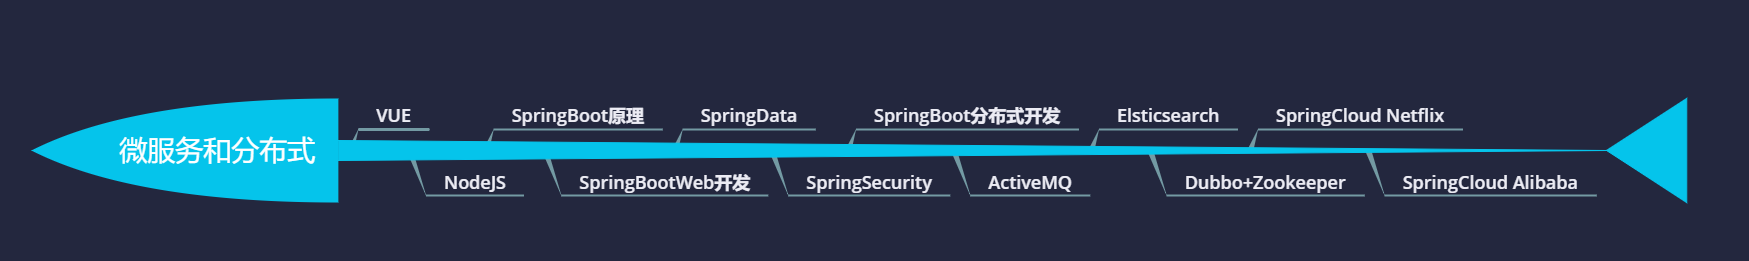 微服务和分布式
VUE
SpringBoot原理
SpringData
SpringBoot分布式开发
Elsticsearch
SpringCloud Netflix
NodeJS
SpringBootWeb开发
SpringSecurity
ActiveMQ
Dubbo+Zookeeper
SpringCloud Alibaba